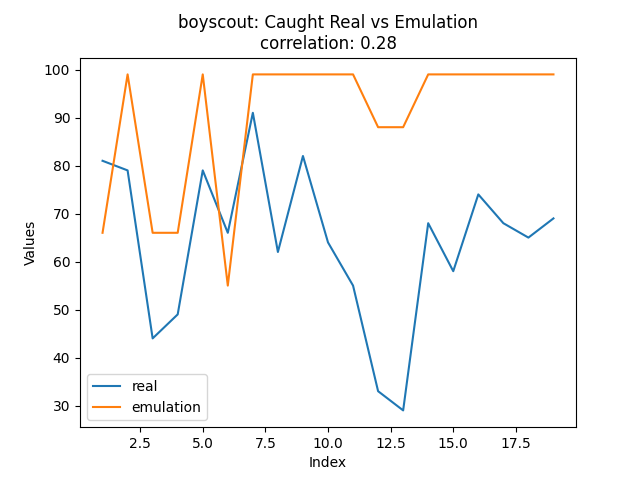 boyscout: Caught Real vs Emulation
correlation: 0.28
100
90
80
70
60
50
40
30
Values
real
emulation
2.5 5.0 7.5 10.0 12.5 15.0 17.5
Index